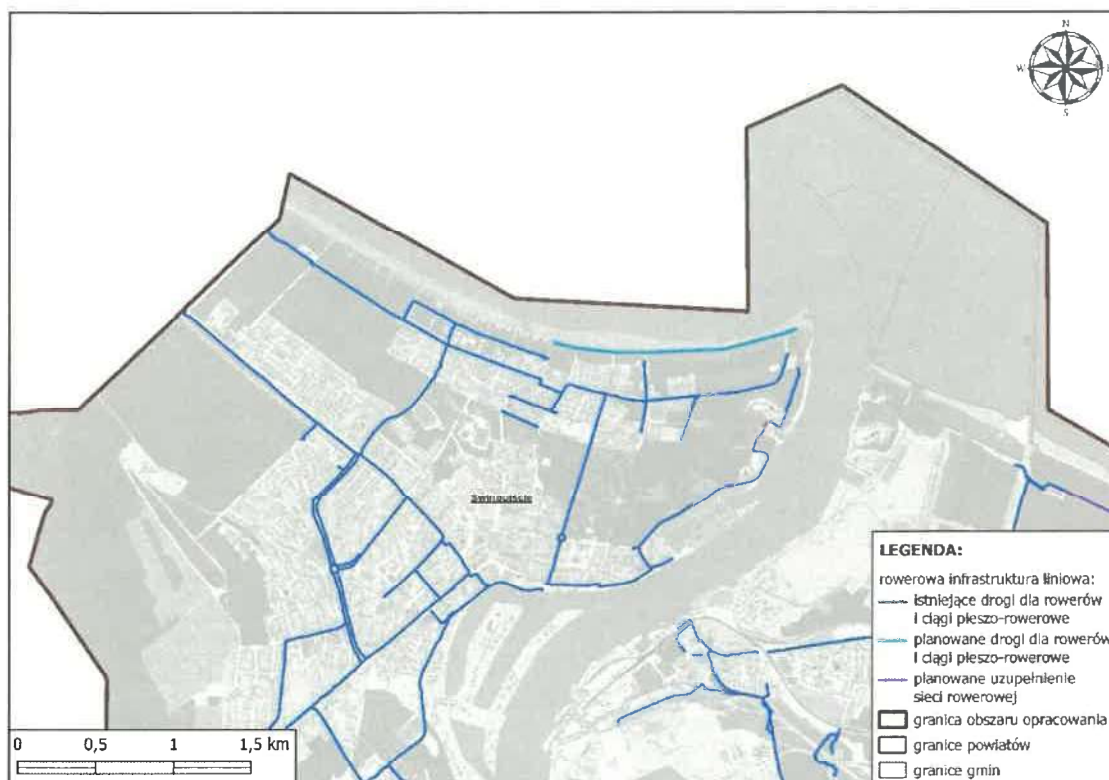 N
W
S
Świnoujście
LEGENDA:
rowerowa infrastruktura liniowa:
istniejące drogi dla rowerów
i ciągi pieszo-rowerowe
planowane drogi dla rowerów
i ciągi pieszo-rowerowe
planowane uzupełnienie
sieci rowerowej
granica obszaru opracowania
granice powiatów
granice gmin
0 0,5 1 1,5 km